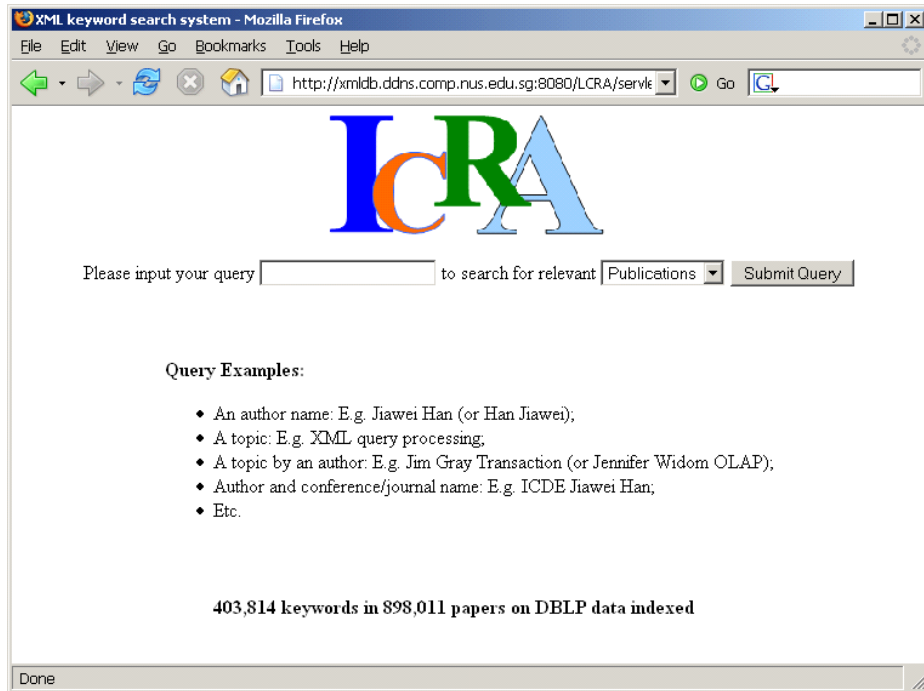 XML keyword search system - Mozilla Firefox
File Edit View Go Bookmarks Tools Help
http://xmldb.ddns.comp.nus.edu.sg:8080/LCRA/servle Go G
ICRA
Please input your query to search for relevant Publications Submit Query
Query Examples:
• An author name: E.g. Jiawei Han (or Han Jiawei);
• A topic: E.g. XML query processing;
• A topic by an author: E.g. Jim Gray Transaction (or Jennifer Widom OLAP);
• Author and conference/journal name: E.g. ICDE Jiawei Han;
• Etc.
403,814 keywords in 898,011 papers on DBLP data indexed
Done